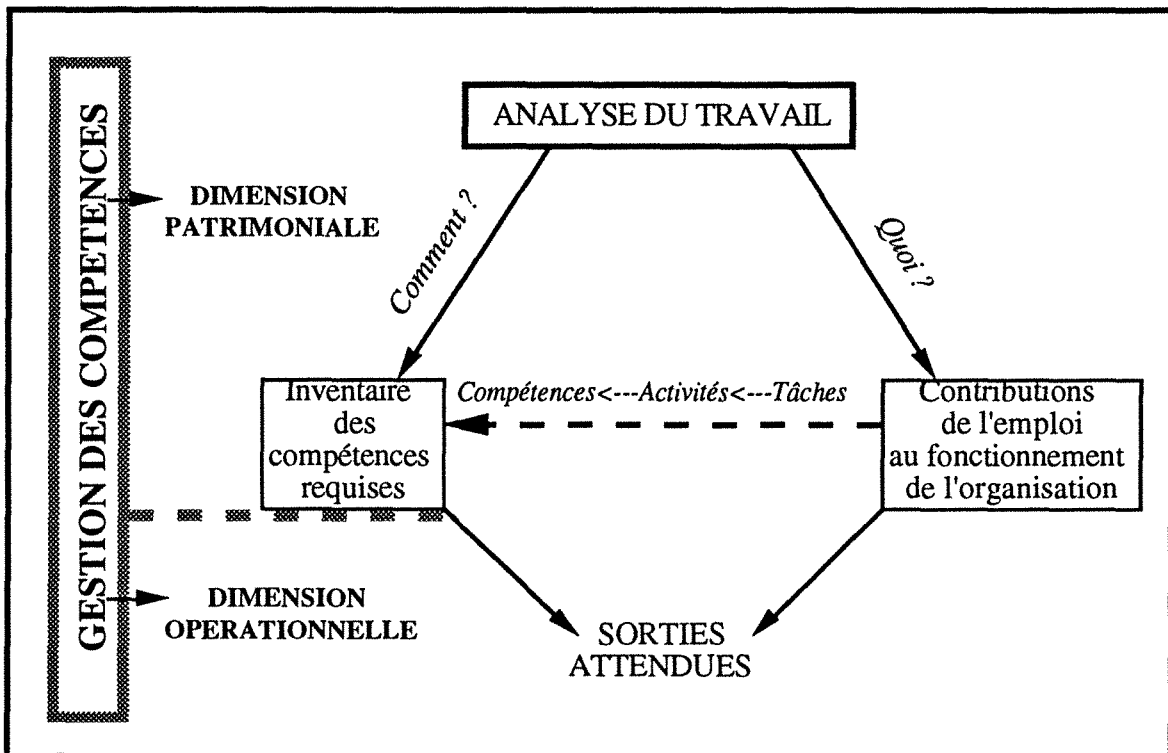 GESTION DES COMPETENCES
ANALYSE DU TRAVAIL
DIMENSION
PATRIMONIALE
Comment ?
Quoi ?
Inventaire
des
compétences
requises
Compétences<---Activités<---Tâches
Contributions
de l'emploi
au fonctionnement
de l'organisation
DIMENSION
OPERATIONNELLE
SORTIES
ATTENDUES